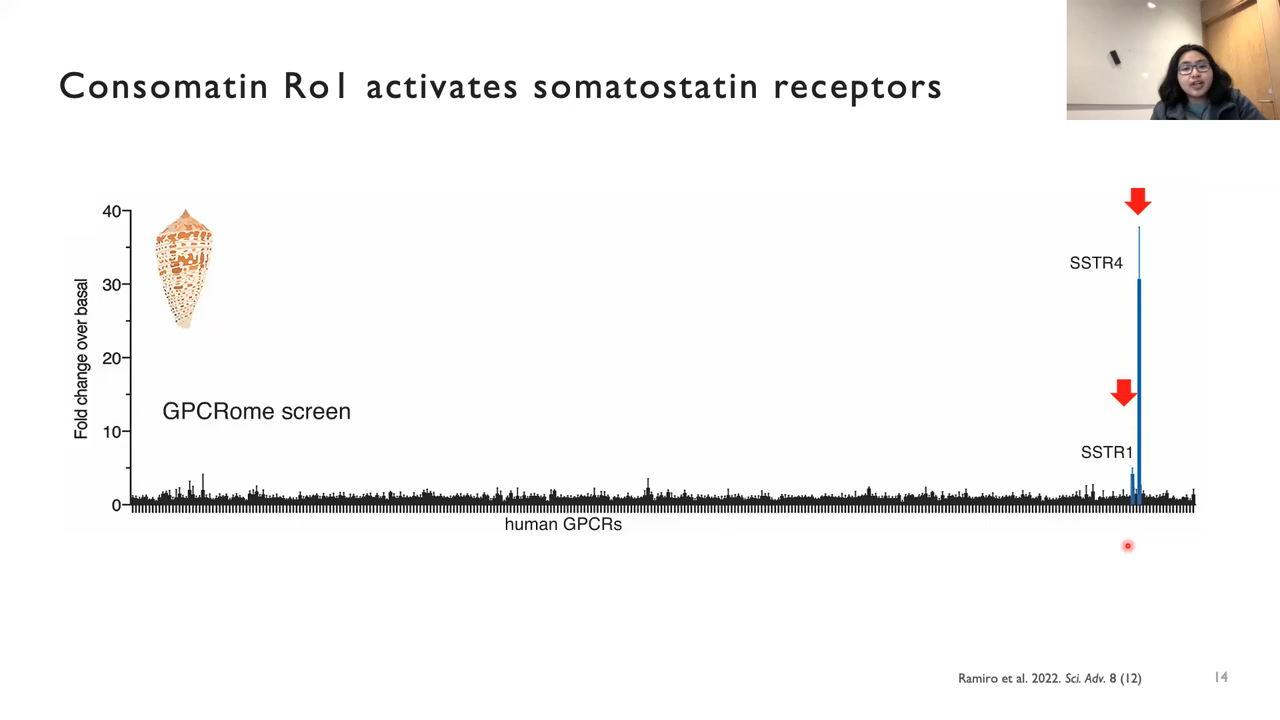 Consomatin Ro1 activates somatostatin receptors
40
30
20
10
0
Fold change over basal
GPCRome screen
SSTR4
SSTR1
human GPCRs
Ramiro et al. 2022. Sci. Adv. 8 (12)
14